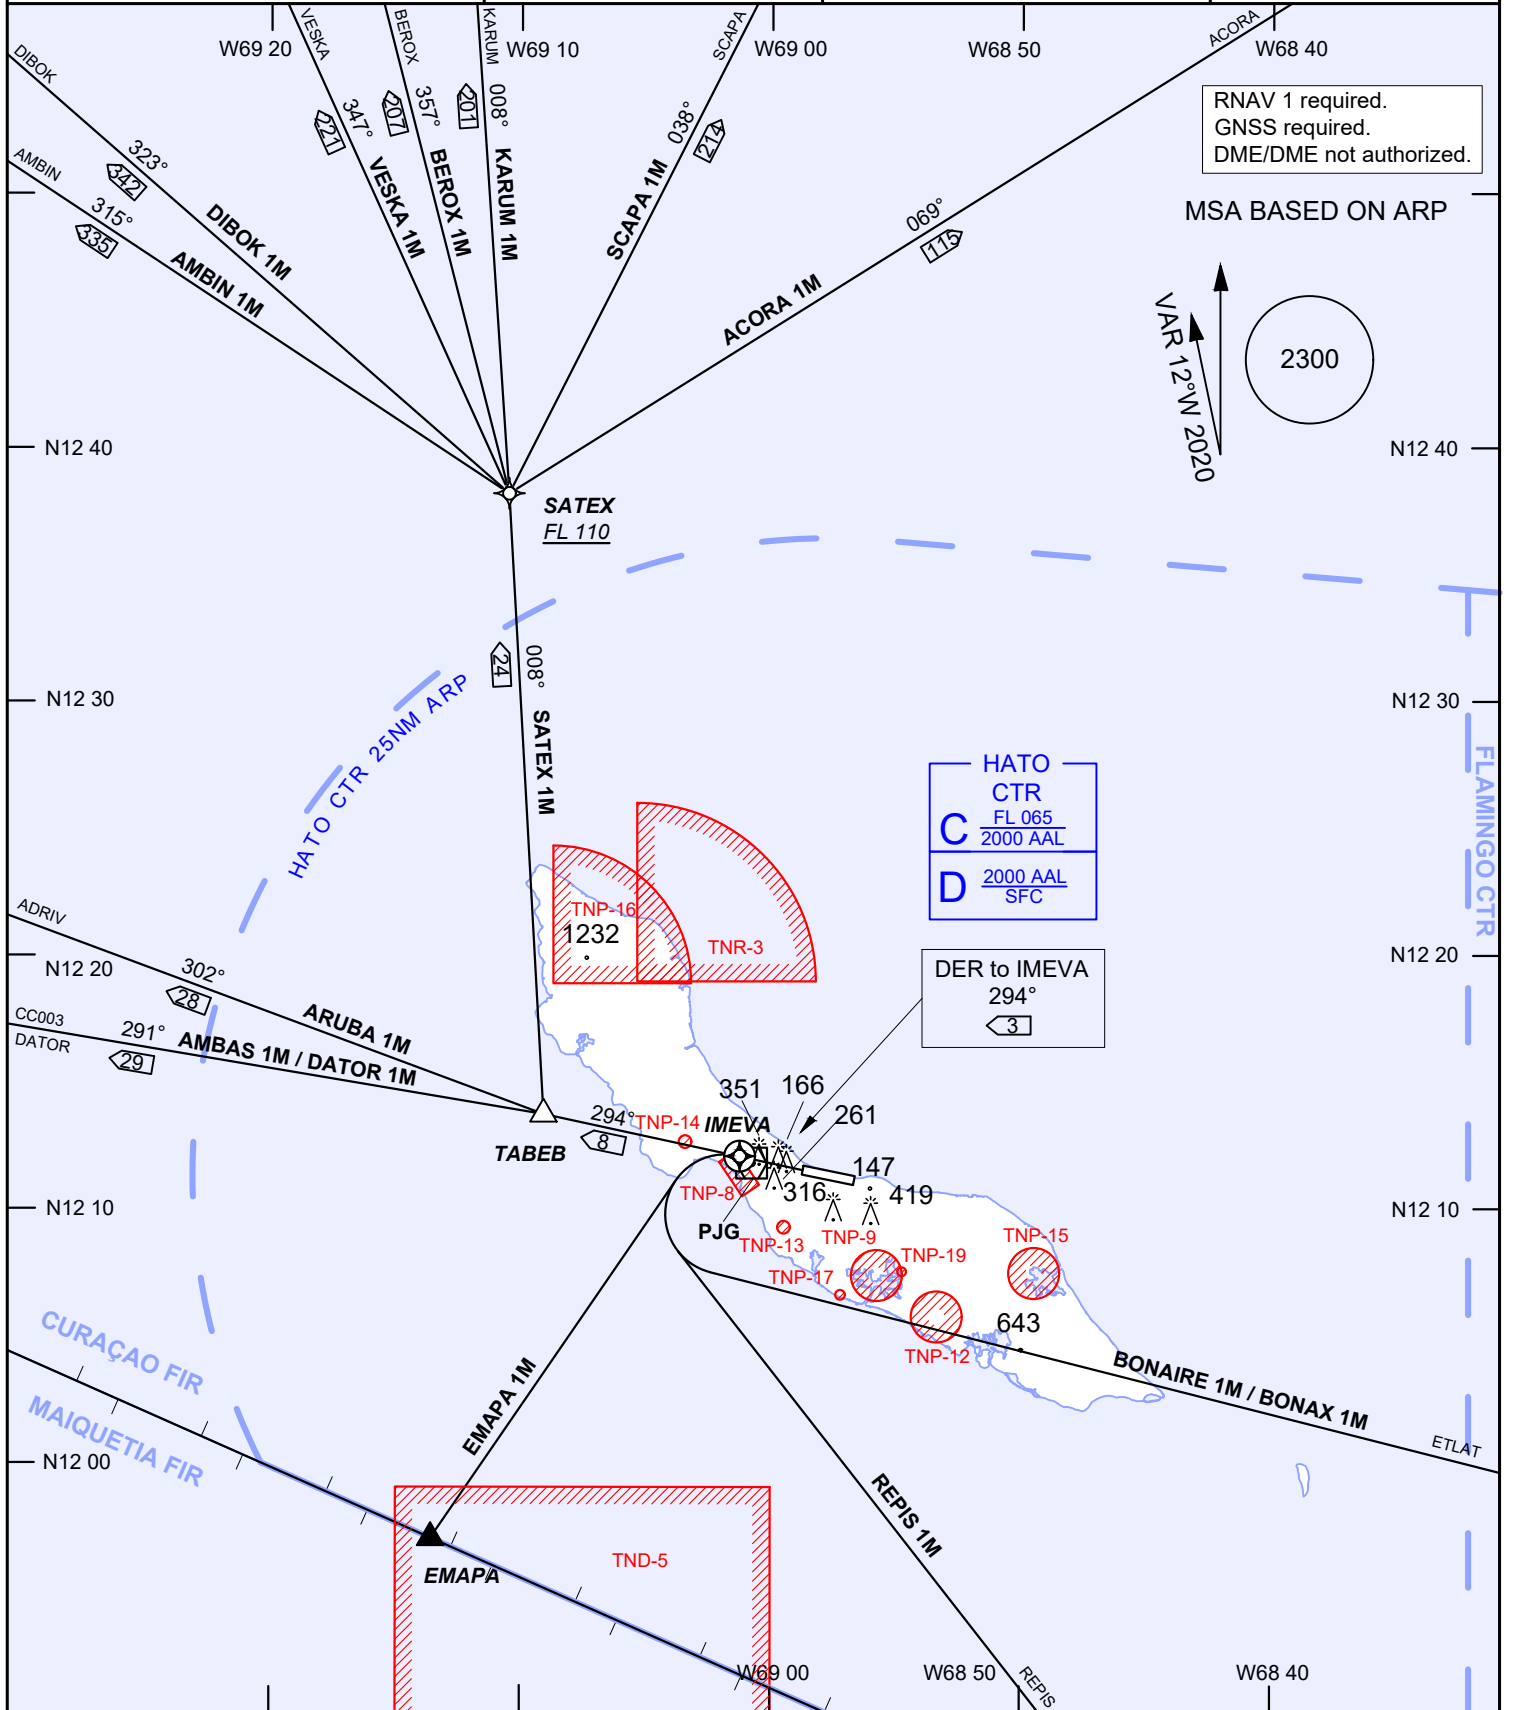 W69 20
W69 10
W69 00
W68 50
W68 40
VESKA
BEROX
KARUM
SCAPA
ACORA
DIBOK
AMBIN
RNAV 1 required.
GNSS required.
DME/DME not authorized.
MSA BASED ON ARP
323°
342
315°
335
347°
221
357°
207
008°
201
038°
214
069°
115
DIBOK 1M
AMBIN 1M
VESKA 1M
BEROX 1M
KARUM 1M
SCAPA 1M
ACORA 1M
VAR 12°W 2020
2300
N12 40
N12 40
SATEX
FL 110
008°
24
SATEX 1M
HATO CTR 25NM ARP
N12 30
N12 30
FLAMINGO CTR
HATO
CTR
C
FL 065
2000 AAL
D
2000 AAL
SFC
TNP-16
1232
TNR-3
ADRIV
N12 20
N12 20
302°
28
ARUBA 1M
CC003
DATOR
291°
29
AMBAS 1M / DATOR 1M
DER to IMEVA
294°
3
351
166
261
294°
8
TNP-14
IMEVA
TABEB
147
316
419
TNP-8
PJG
N12 10
N12 10
TNP-13
TNP-9
TNP-15
TNP-19
TNP-17
643
TNP-12
CURAÇAO FIR
MAIQUETIA FIR
EMAPA 1M
BONAIRE 1M / BONAX 1M
ETLAT
N12 00
REPIS 1M
TND-5
EMAPA
W69 00
W68 50
W68 40
REPIS